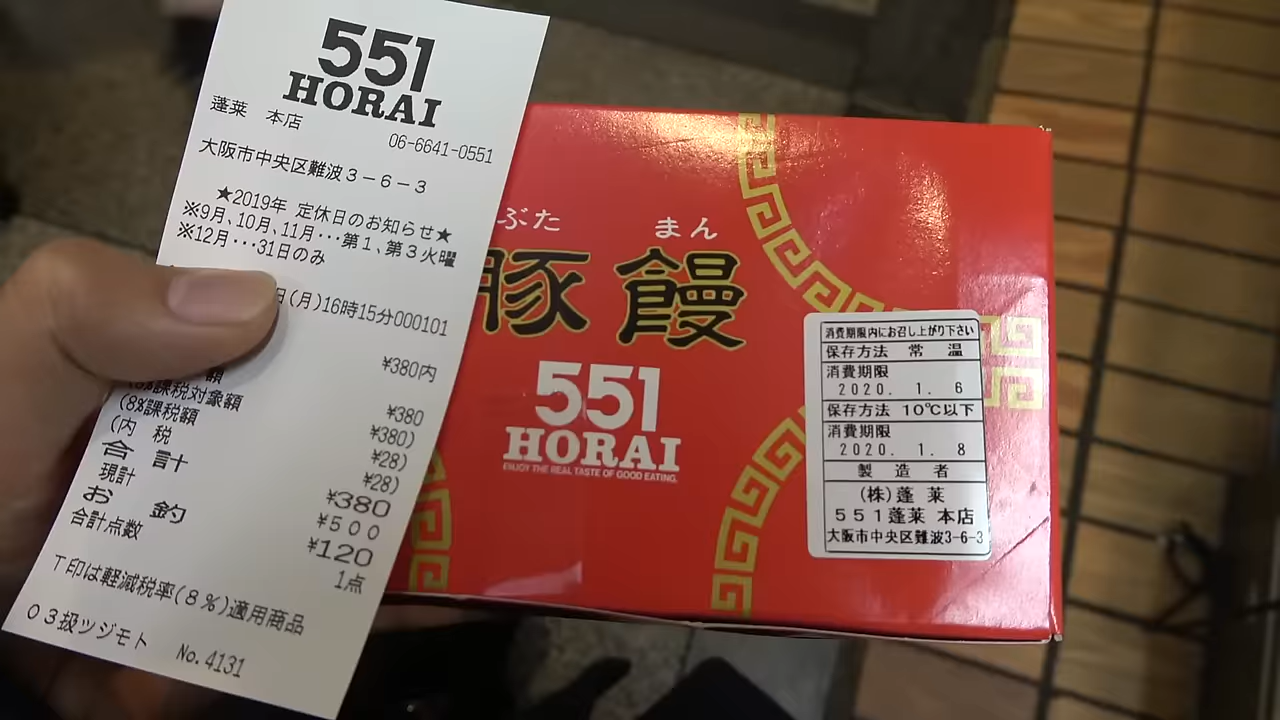 551
HORAI
蓬莱 本店
06-6641-0551
大阪市中央区難波3-6-3
★2019年 定休日のお知らせ★
※9月、10月、11月・・・第1、第3火曜
※12月・・・31日のみ
日(月)16時15分000101
¥380内
額 ¥380
(8%課税対象額 ¥380)
(8%課税額 ¥28)
(内 税 ¥28)
合 計 ¥380
現計 ¥500
お 釣 ¥120
合計点数 1点
T印は軽減税率(8%)適用商品
03扱ツジモト No.4131
ぶた まん
豚饅
551
HORAI
ENJOY THE REAL TASTE OF GOOD EATING.
消費期限内にお召し上がり下さい
保存方法 常 温
消費期限
2020. 1. 6
保存方法 10℃以下
消費期限
2020. 1. 8
製 造 者
(株)蓬 莱
551蓬莱 本店
大阪市中央区難波3-6-3